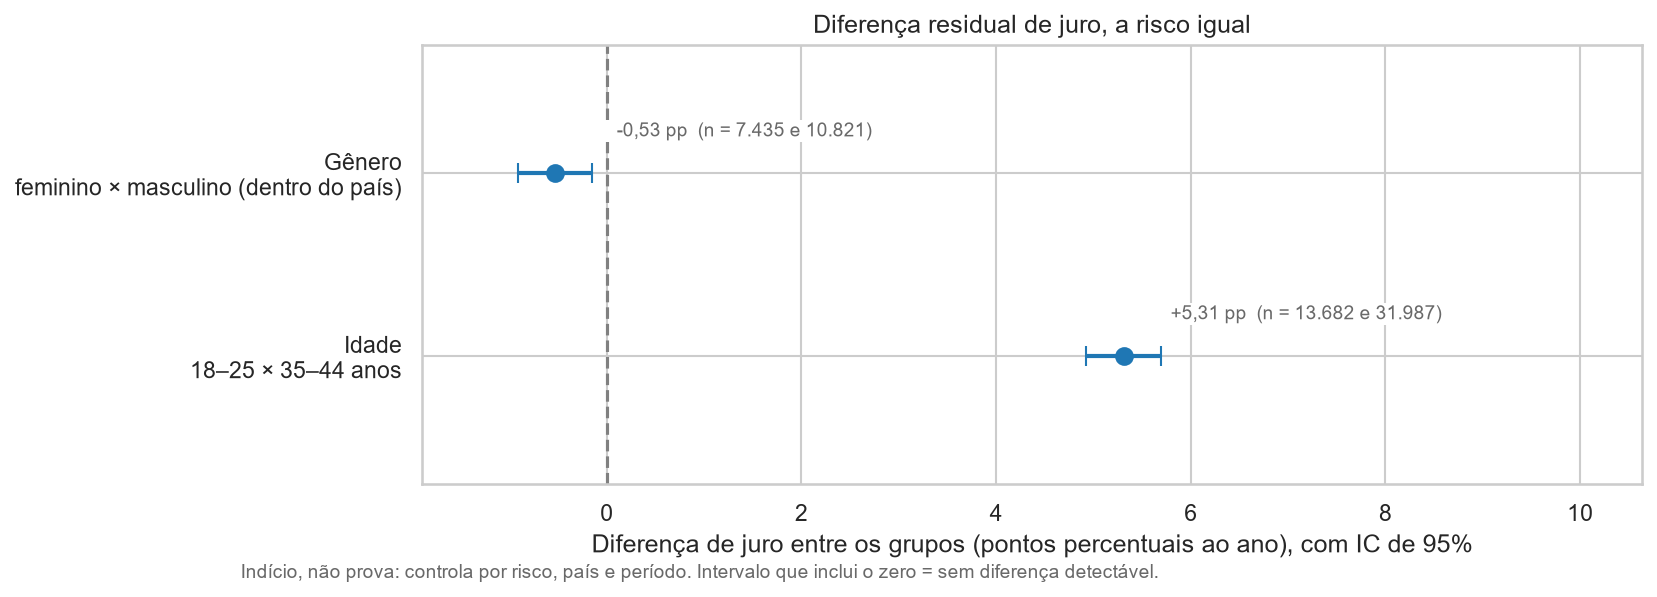 Diferença residual de juro, a risco igual
-0,53 pp  (n = 7.435 e 10.821)
Gênero
feminino × masculino (dentro do país)
+5,31 pp  (n = 13.682 e 31.987)
Idade
18–25 × 35–44 anos
0 2 4 6 8 10
Diferença de juro entre os grupos (pontos percentuais ao ano), com IC de 95%
Indício, não prova: controla por risco, país e período. Intervalo que inclui o zero = sem diferença detectável.